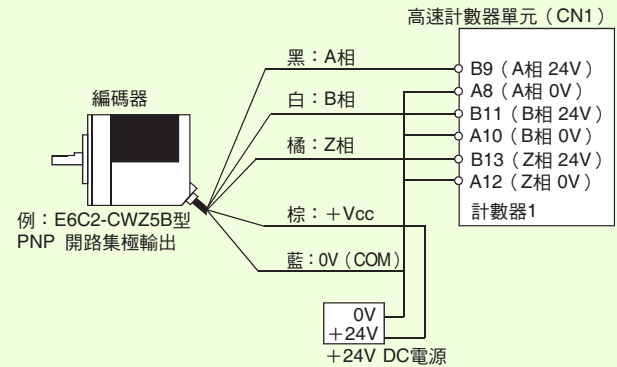 高速計數器單元（CN1）
黑：A相
B9（A相 24V）
編碼器
A8（A相 0V）
白：B相
B11（B相 24V）
A10（B相 0V）
橘：Z相
B13（Z相 24V）
A12（Z相 0V）
棕：＋Vcc
計數器1
例：E6C2-CWZ5B型
PNP 開路集極輸出
藍：0V（COM）
0V
＋24V
＋24V DC電源